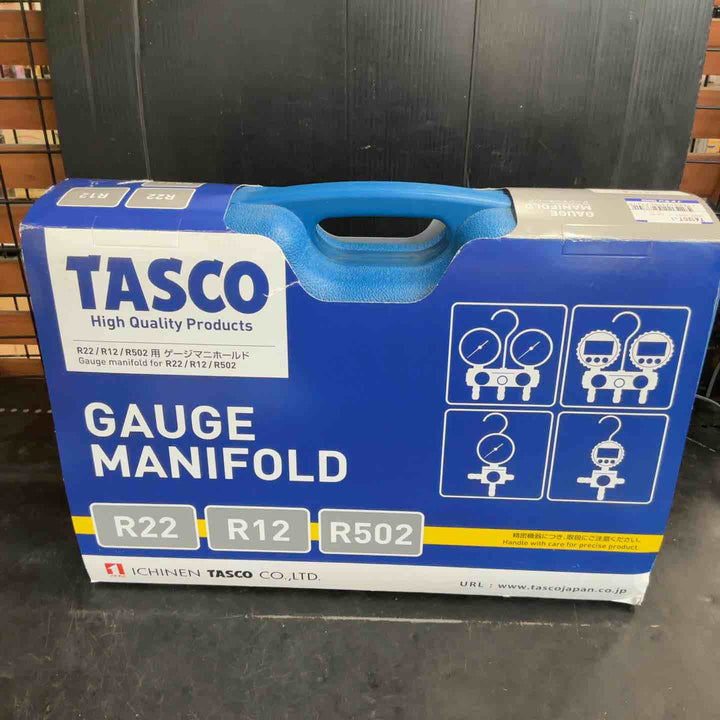 R12
R22
GAUGE
MANIFOLD
TASCO
High Quality Products
R22/R12/R502 用 ゲージマニホールド
Gauge manifold for R22/R12/R502
GAUGE
MANIFOLD
R22
R12
R502
精密機器につき、取扱にご注意ください。
Handle with care for precise product.
ICHINEN TASCO CO.,LTD.
URL : www.tascojapan.co.jp